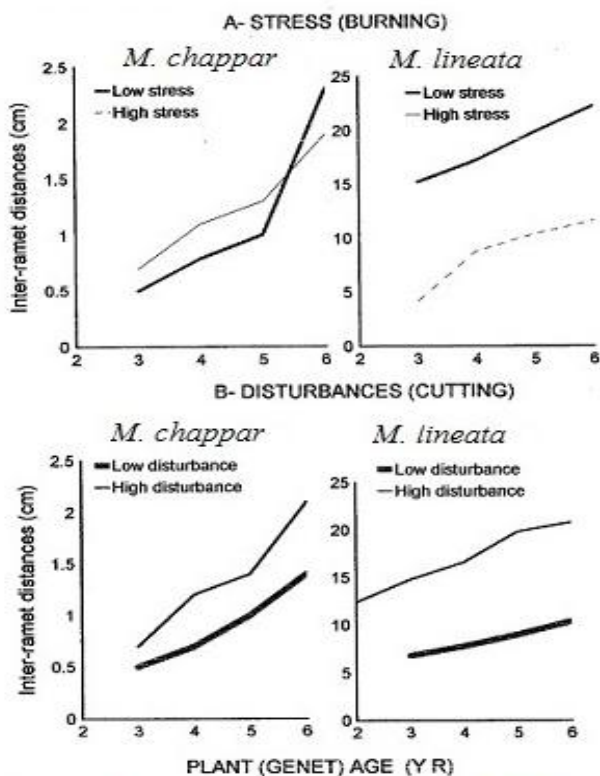 A- STRESS (BURNING)
M. chappar
M. lineata
Inter-ramet distances (cm)
Low stress
High stress
2.5
2
1.5
1
0.5
0
2 3 4 5 6
Low stress
High stress
25
20
15
10
5
0
2 3 4 5 6
B- DISTURBANCES (CUTTING)
M. chappar
M. lineata
Inter-ramet distances (cm)
Low disturbance
High disturbance
2.5
2
1.5
1
0.5
0
2 3 4 5 6
Low disturbance
High disturbance
25
20
15
10
5
0
2 3 4 5 6
PLANT (GENET) AGE (Y R)